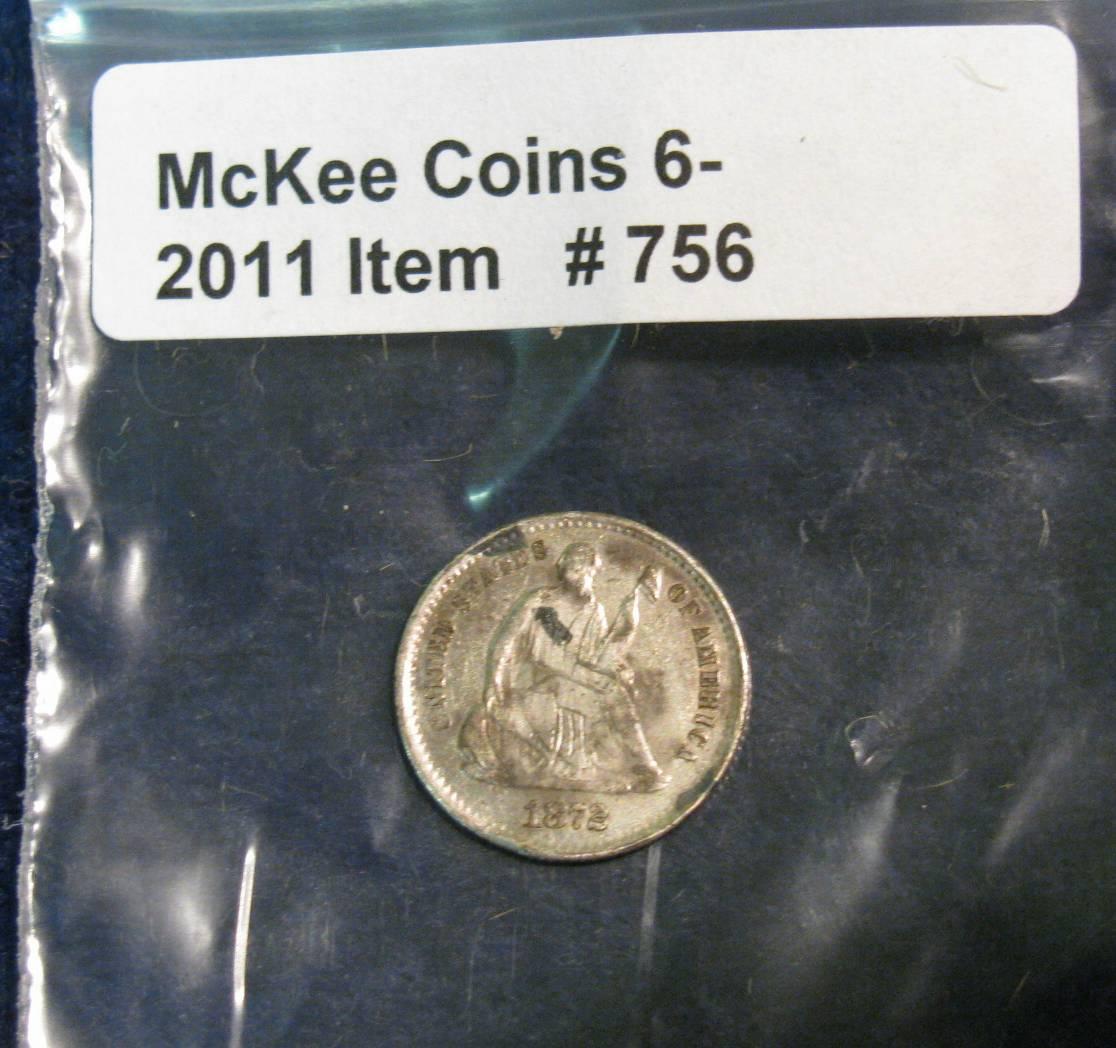 McKee Coins 6-
2011 Item # 756
UNITED STATES OF AMERICA
1872